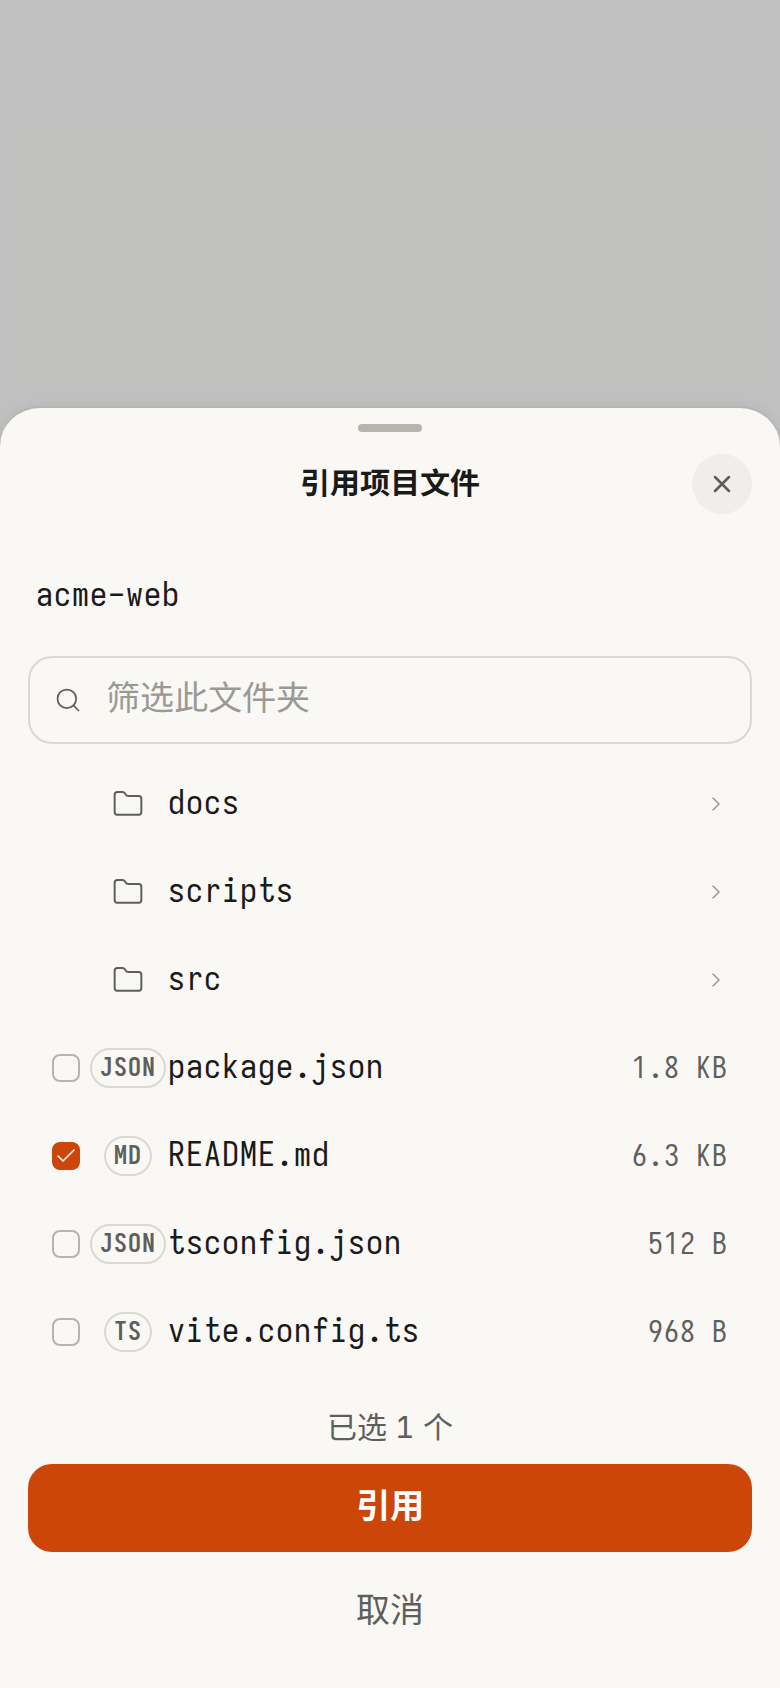 引用项目文件
acme-web
筛选此文件夹
docs
scripts
src
JSON package.json 1.8 KB
MD README.md 6.3 KB
JSON tsconfig.json 512 B
TS vite.config.ts 968 B
已选 1 个
引用
取消